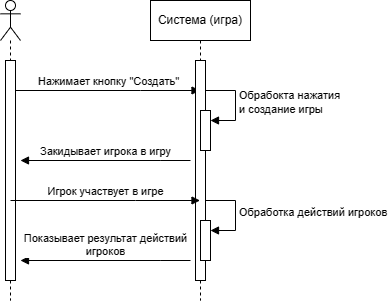 Система (игра)
Нажимает кнопку "Создать"
Обрабокта нажатия
и создание игры
Закидывает игрока в игру
Игрок участвует в игре
Обработка действий игроков
Показывает результат действий
игроков